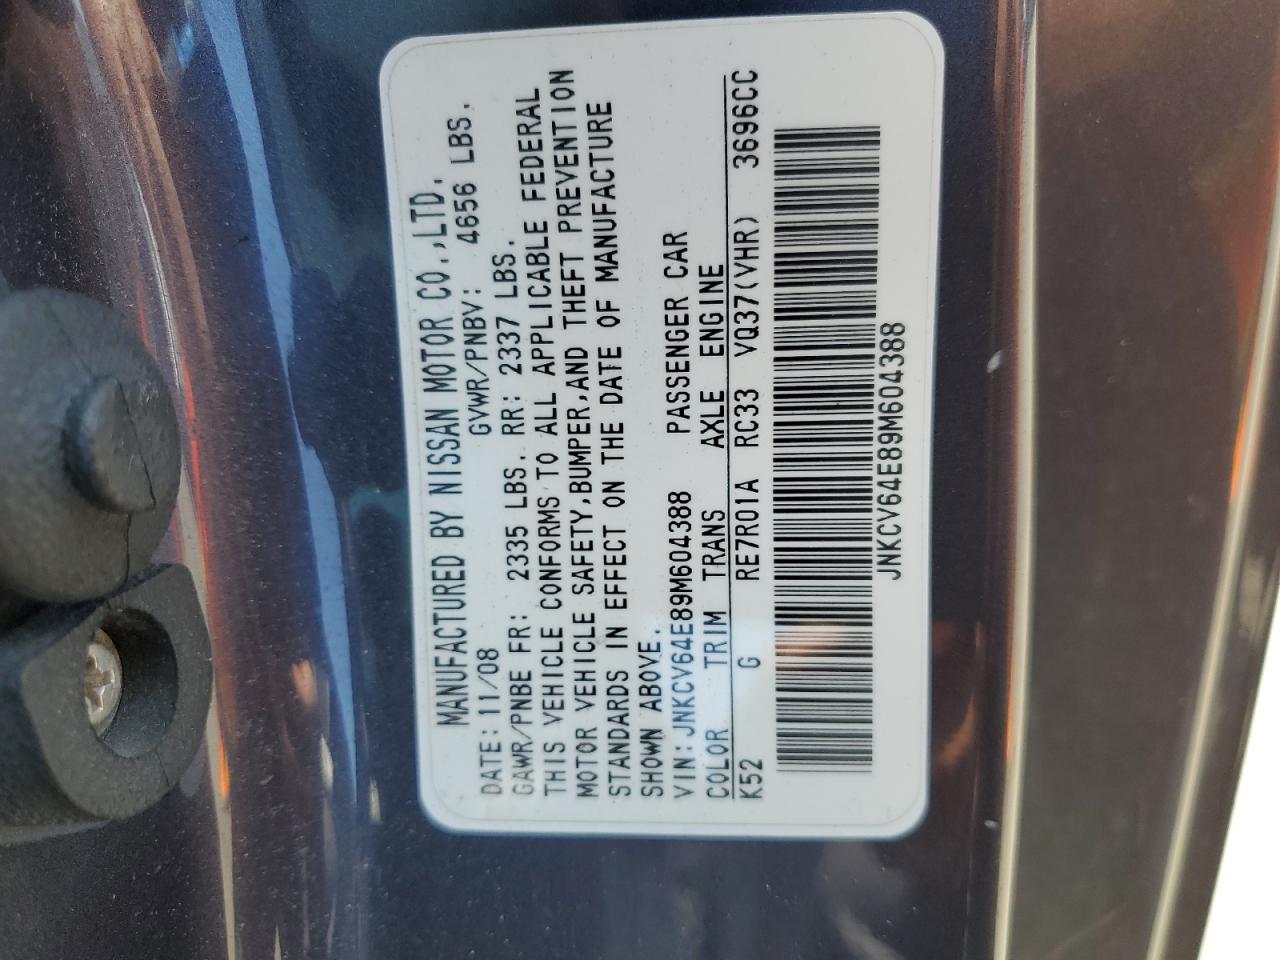 MANUFACTURED BY NISSAN MOTOR CO.,LTD.
DATE: 11/08 GVWR/PNBV: 4656 LBS.
GAWR/PNBE FR: 2335 LBS. RR: 2337 LBS.
THIS VEHICLE CONFORMS TO ALL APPLICABLE FEDERAL
MOTOR VEHICLE SAFETY,BUMPER,AND THEFT PREVENTION
STANDARDS IN EFFECT ON THE DATE OF MANUFACTURE
SHOWN ABOVE.
VIN:JNKCV64E89M604388 PASSENGER CAR
COLOR TRIM TRANS AXLE ENGINE
K52 G RE7R01A RC33 VQ37(VHR) 3696CC
JNKCV64E89M604388